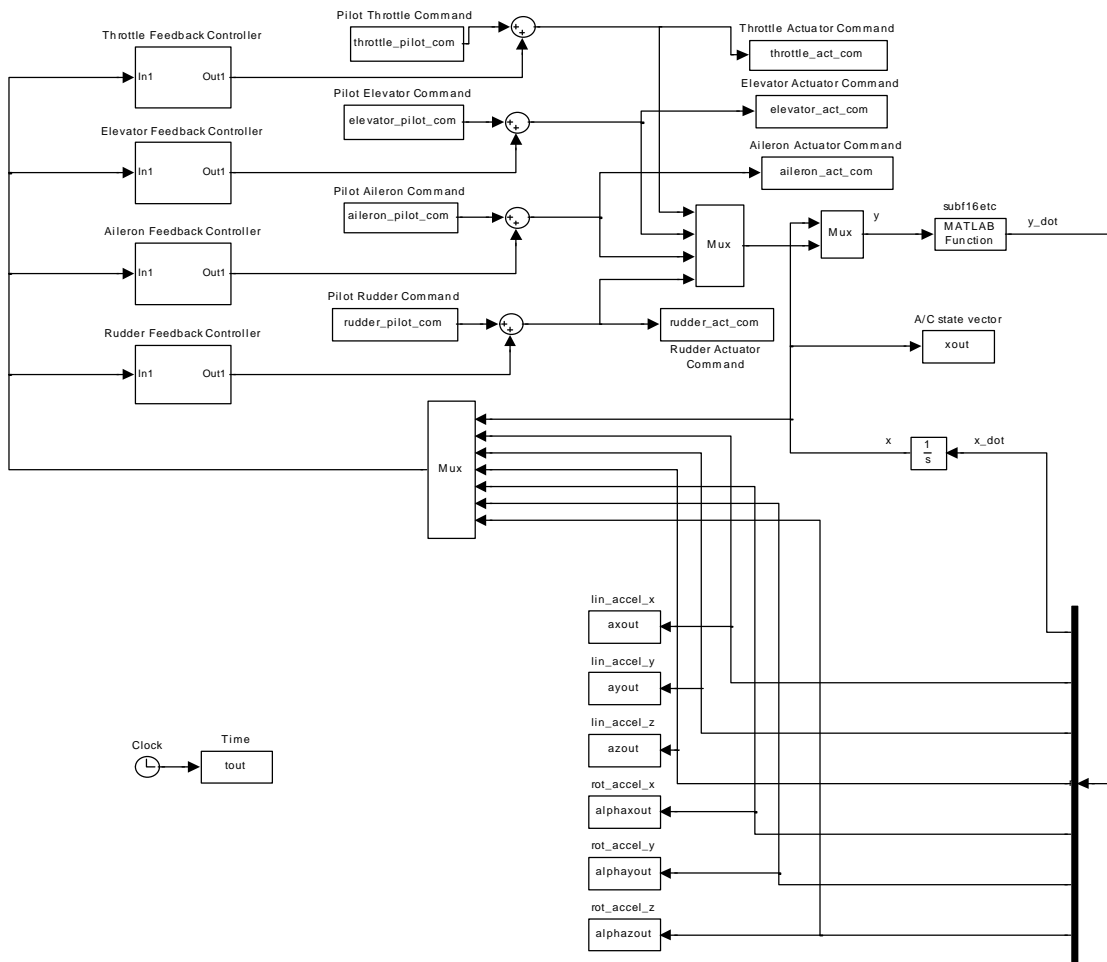 Pilot Throttle Command
throttle_pilot_com
Throttle Actuator Command
throttle_act_com
Throttle Feedback Controller
In1
Out1
Pilot Elevator Command
elevator_pilot_com
Elevator Actuator Command
elevator_act_com
Elevator Feedback Controller
In1
Out1
Aileron Actuator Command
aileron_act_com
Pilot Aileron Command
aileron_pilot_com
Aileron Feedback Controller
In1
Out1
Mux
Mux
y
subf16etc
MATLAB
Function
y_dot
Pilot Rudder Command
rudder_pilot_com
rudder_act_com
Rudder Actuator
Command
A/C state vector
xout
Rudder Feedback Controller
In1
Out1
Mux
x
1
s
x_dot
lin_accel_x
axout
lin_accel_y
ayout
lin_accel_z
azout
Clock
Time
tout
rot_accel_x
alphaxout
rot_accel_y
alphayout
rot_accel_z
alphazout